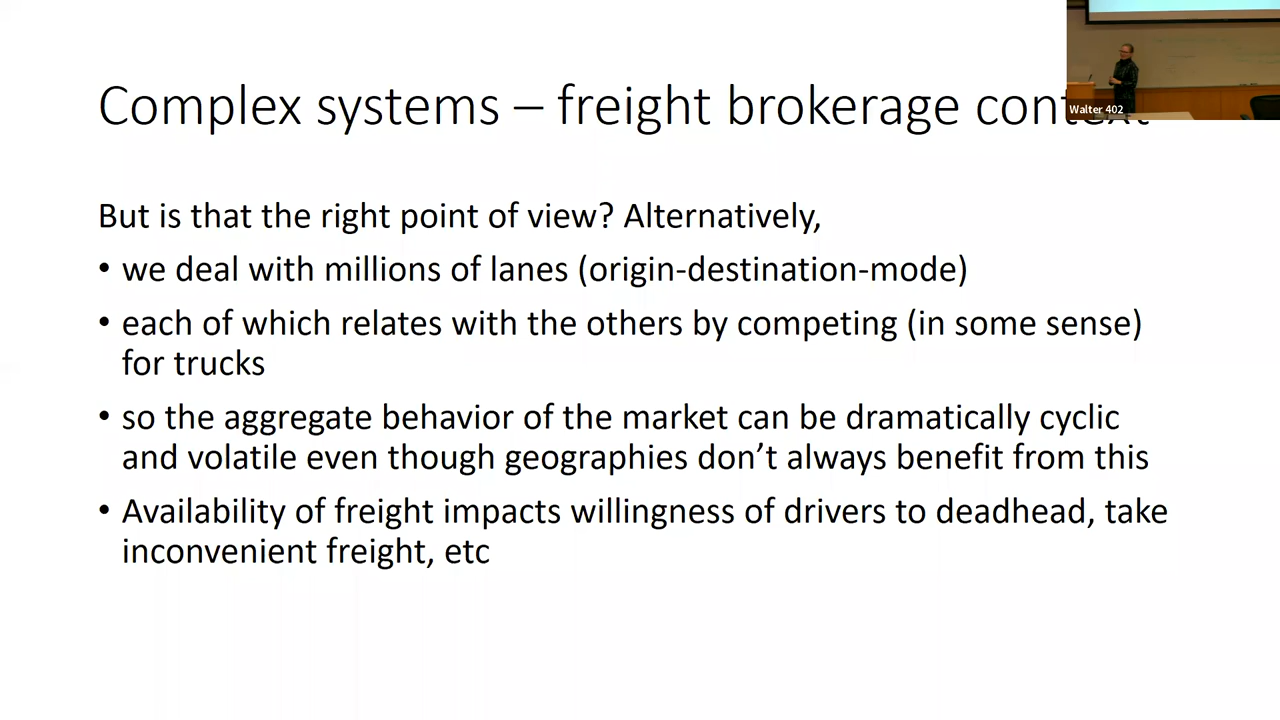 Complex systems – freight brokerage context
Walter 402
But is that the right point of view? Alternatively,
• we deal with millions of lanes (origin-destination-mode)
• each of which relates with the others by competing (in some sense)
for trucks
• so the aggregate behavior of the market can be dramatically cyclic
and volatile even though geographies don’t always benefit from this
• Availability of freight impacts willingness of drivers to deadhead, take
inconvenient freight, etc